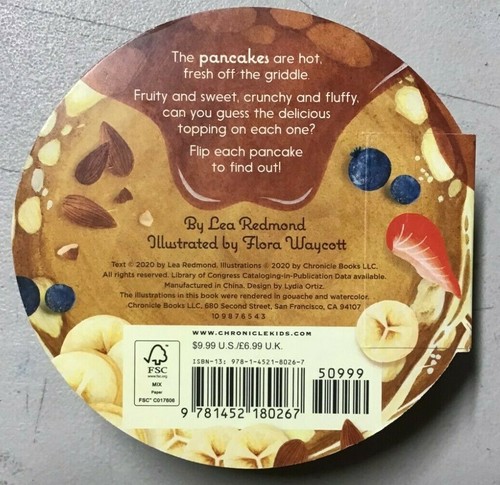 The pancakes are hot,
fresh off the griddle.
Fruity and sweet, crunchy and fluffy,
can you guess the delicious
topping on each one?
Flip each pancake
to find out!
By Lea Redmond
Illustrated by Flora Waycott
Text © 2020 by Lea Redmond. Illustrations © 2020 by Chronicle Books LLC.
All rights reserved. Library of Congress Cataloging-in-Publication Data available.
Manufactured in China. Design by Lydia Ortiz.
The illustrations in this book were rendered in gouache and watercolor.
Chronicle Books LLC, 680 Second Street, San Francisco, CA 94107
10 9 8 7 6 5 4 3
WWW.CHRONICLEKIDS.COM
$9.99 U.S./£6.99 U.K.
ISBN-13: 978-1-4521-8026-7
50999
9 781452 180267
FSC
www.fsc.org
MIX
Paper
FSC™ C017606